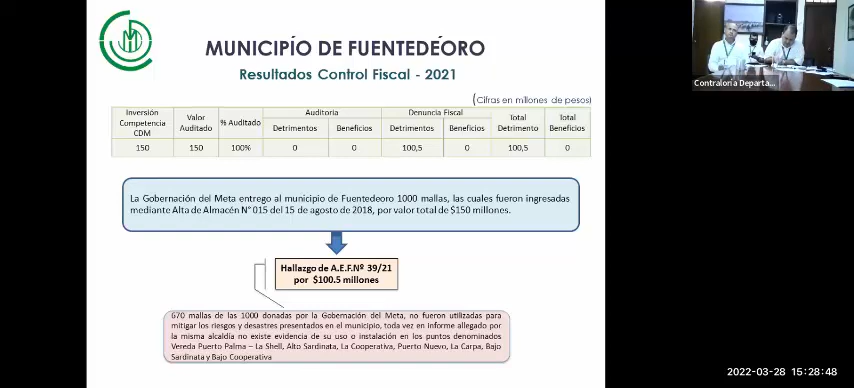 MUNICIPÍO DE FUENTEDÉORO
Resultados Control Fiscal - 2021
(Cifras en millones de pesos)
Inversión Competencia CDM | Valor Auditado | % Auditado | Auditoria | Denuncia Fiscal | Total Detrimento | Total Beneficios
Detrimentos | Beneficios | Detrimentos | Beneficios
150 | 150 | 100% | 0 | 0 | 100,5 | 0 | 100,5 | 0
La Gobernación del Meta entrego al municipio de Fuentedeoro 1000 mallas, las cuales fueron ingresadas
mediante Alta de Almacén N° 015 del 15 de agosto de 2018, por valor total de $150 millones.
Hallazgo de A.E.F.Nº 39/21
por $100.5 millones
670 mallas de las 1000 donadas por la Gobernación del Meta, no fueron utilizadas para
mitigar los riesgos y desastres presentados en el municipio, toda vez en informe allegado por
la misma alcaldía no existe evidencia de su uso o instalación en los puntos denominados
Vereda Puerto Palma – La Shell, Alto Sardinata, La Cooperativa, Puerto Nuevo, La Carpa, Bajo
Sardinata y Bajo Cooperativa
Contraloría Departa...
2022-03-28 15:28:48